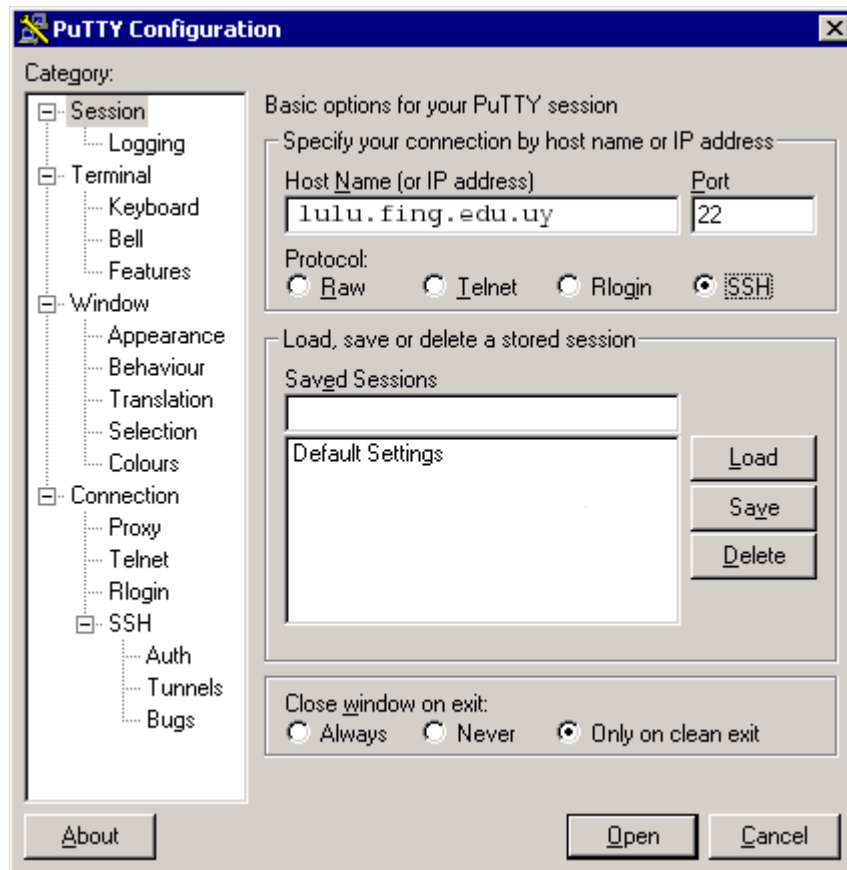 PuTTY Configuration
Category:
Session
Logging
Terminal
Keyboard
Bell
Features
Window
Appearance
Behaviour
Translation
Selection
Colours
Connection
Proxy
Telnet
Rlogin
SSH
Auth
Tunnels
Bugs
Basic options for your PuTTY session
Specify your connection by host name or IP address
Host Name (or IP address) Port
lulu.fing.edu.uy 22
Protocol:
Raw Telnet Rlogin SSH
Load, save or delete a stored session
Saved Sessions
Default Settings
Load
Save
Delete
Close window on exit:
Always Never Only on clean exit
About Open Cancel